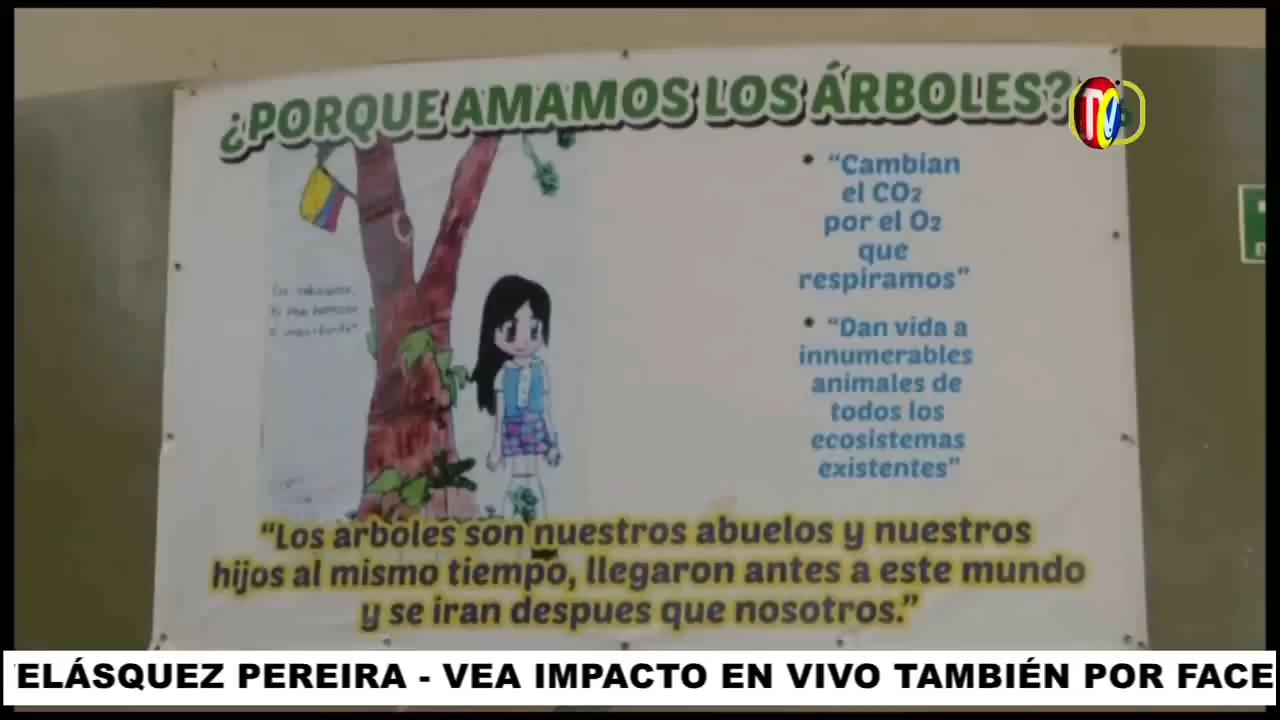 ¿PORQUE AMAMOS LOS ÁRBOLES?
TV
• “Cambian
el CO₂
por el O₂
que
respiramos”
• “Dan vida a
innumerables
animales de
todos los
ecosistemas
existentes”
“Los arboles son nuestros abuelos y nuestros
hijos al mismo tiempo, llegaron antes a este mundo
y se iran despues que nosotros.”
ELÁSQUEZ PEREIRA - VEA IMPACTO EN VIVO TAMBIÉN POR FACE